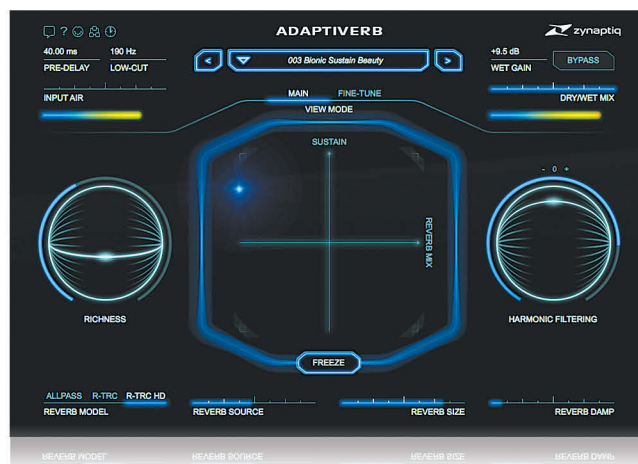 ?
ADAPTIVERB
zynaptiq
40.00 ms
190 Hz
PRE-DELAY
LOW-CUT
<
003 Bionic Sustain Beauty
>
+9.5 dB
WET GAIN
BYPASS
INPUT AIR
MAIN
FINE-TUNE
VIEW MODE
DRY/WET MIX
SUSTAIN
- 0 +
REVERB MIX
RICHNESS
HARMONIC FILTERING
FREEZE
ALLPASS
R-TRC
R-TRC HD
REVERB MODEL
REVERB SOURCE
REVERB SIZE
REVERB DAMP